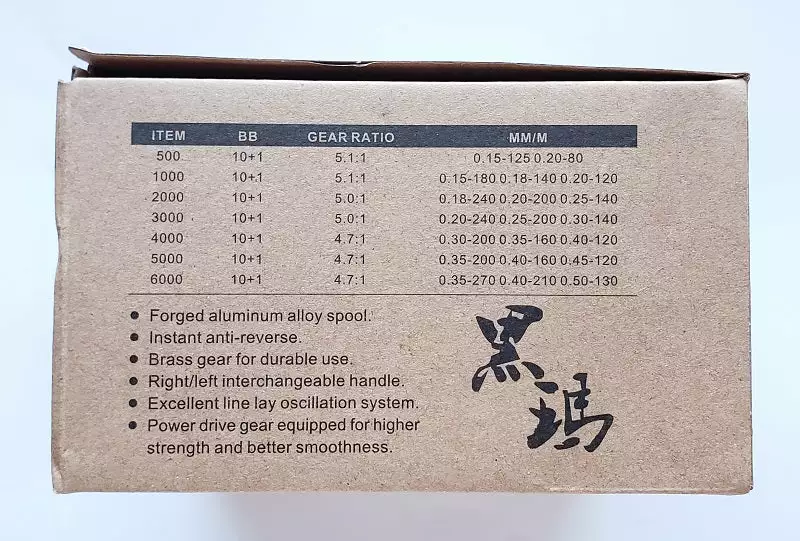 ITEM BB GEAR RATIO MM/M
500 10+1 5.1:1 0.15-125 0.20-80
1000 10+1 5.1:1 0.15-180 0.18-140 0.20-120
2000 10+1 5.0:1 0.18-240 0.20-200 0.25-140
3000 10+1 5.0:1 0.20-240 0.25-200 0.30-140
4000 10+1 4.7:1 0.30-200 0.35-160 0.40-120
5000 10+1 4.7:1 0.35-200 0.40-160 0.45-120
6000 10+1 4.7:1 0.35-270 0.40-210 0.50-130
• Forged aluminum alloy spool.
• Instant anti-reverse.
• Brass gear for durable use.
• Right/left interchangeable handle.
• Excellent line lay oscillation system.
• Power drive gear equipped for higher
strength and better smoothness.
黑
瑪